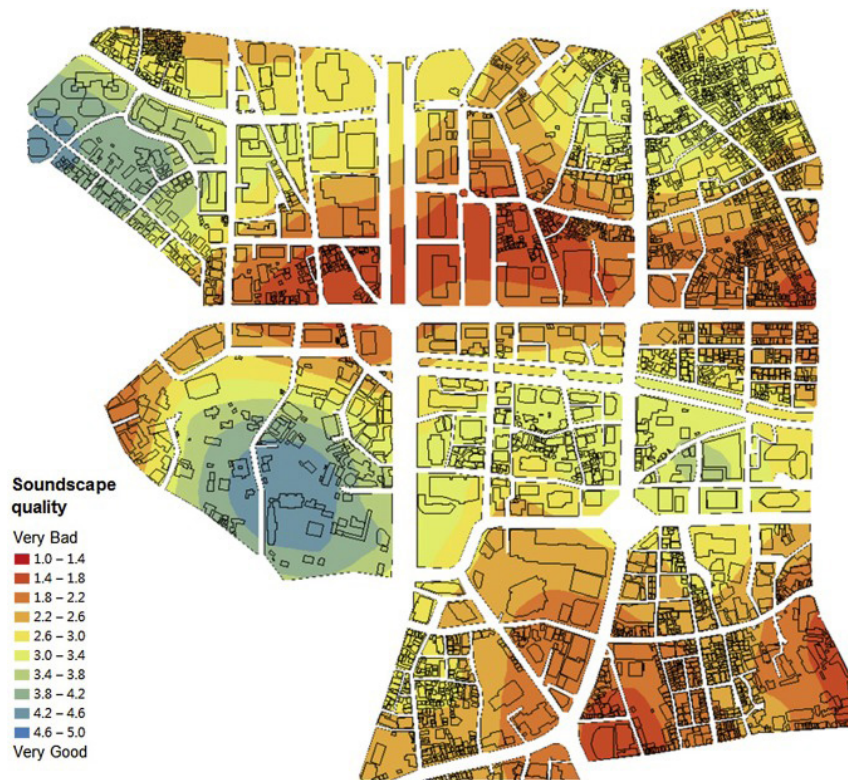 Soundscape
quality
Very Bad
1.0 – 1.4
1.4 – 1.8
1.8 – 2.2
2.2 – 2.6
2.6 – 3.0
3.0 – 3.4
3.4 – 3.8
3.8 – 4.2
4.2 – 4.6
4.6 – 5.0
Very Good